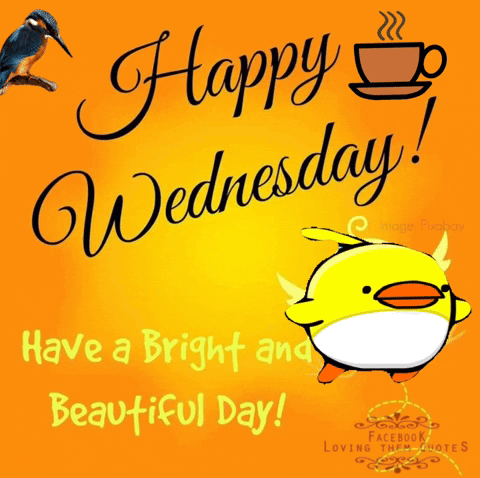 Happy
Wednesday!
Image Pixabay
Have a Bright and
Beautiful Day!
FACEBOOK
LOVING THEM QUOTES